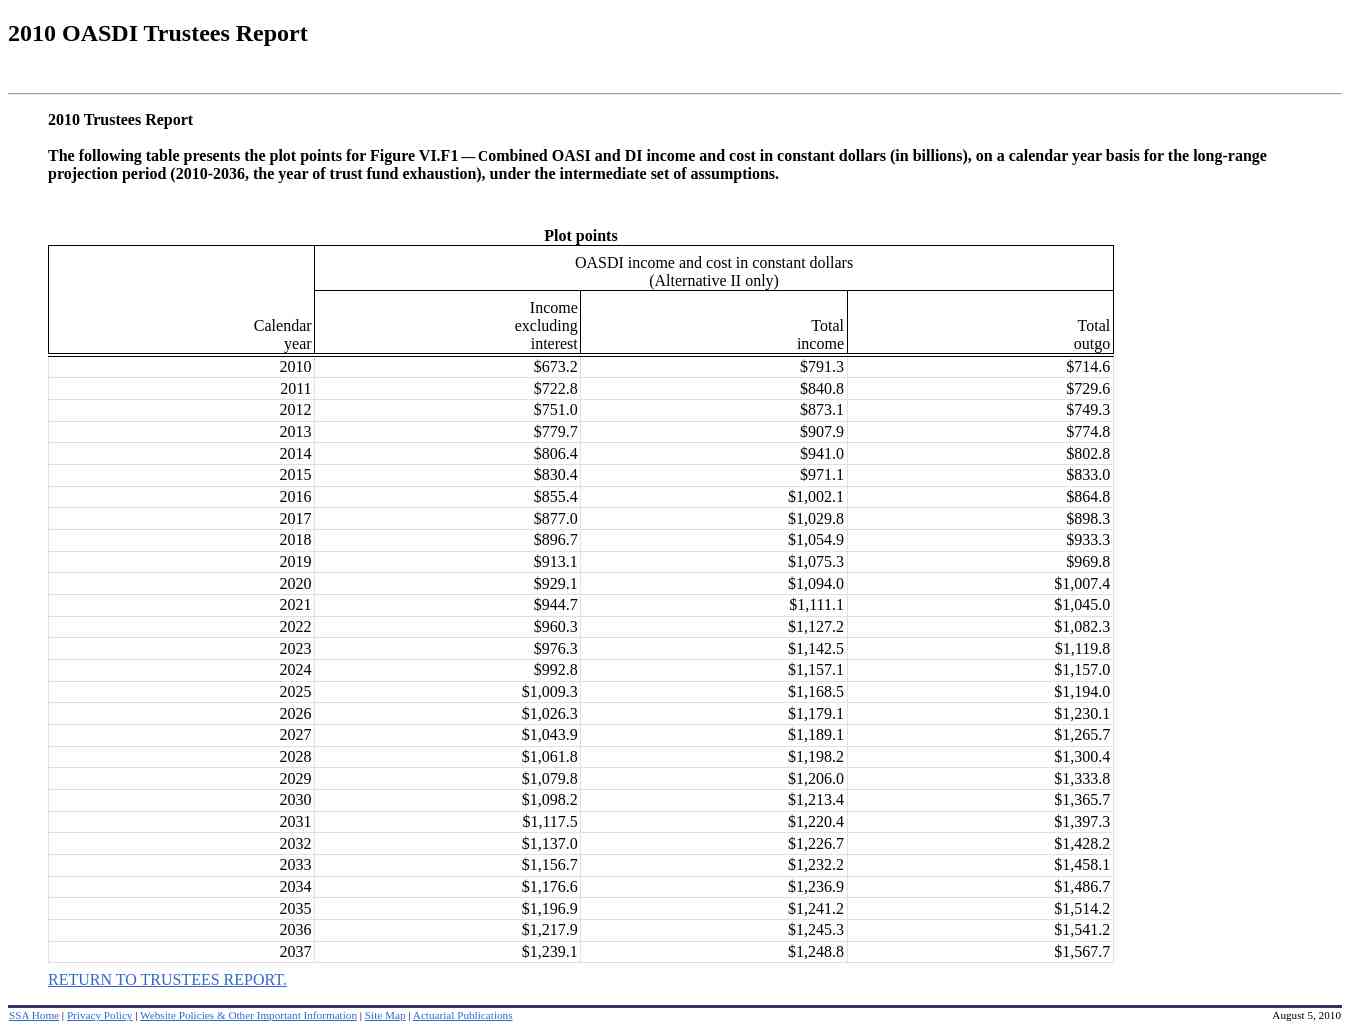 2010 OASDI Trustees Report
2010 Trustees Report
The following table presents the plot points for Figure VI.F1 — Combined OASI and DI income and cost in constant dollars (in billions), on a calendar year basis for the long-range
projection period (2010-2036, the year of trust fund exhaustion), under the intermediate set of assumptions.
Plot points
OASDI income and cost in constant dollars
(Alternative II only)
Calendar
year
Income
excluding
interest
Total
income
Total
outgo
2010 $673.2 $791.3 $714.6
2011 $722.8 $840.8 $729.6
2012 $751.0 $873.1 $749.3
2013 $779.7 $907.9 $774.8
2014 $806.4 $941.0 $802.8
2015 $830.4 $971.1 $833.0
2016 $855.4 $1,002.1 $864.8
2017 $877.0 $1,029.8 $898.3
2018 $896.7 $1,054.9 $933.3
2019 $913.1 $1,075.3 $969.8
2020 $929.1 $1,094.0 $1,007.4
2021 $944.7 $1,111.1 $1,045.0
2022 $960.3 $1,127.2 $1,082.3
2023 $976.3 $1,142.5 $1,119.8
2024 $992.8 $1,157.1 $1,157.0
2025 $1,009.3 $1,168.5 $1,194.0
2026 $1,026.3 $1,179.1 $1,230.1
2027 $1,043.9 $1,189.1 $1,265.7
2028 $1,061.8 $1,198.2 $1,300.4
2029 $1,079.8 $1,206.0 $1,333.8
2030 $1,098.2 $1,213.4 $1,365.7
2031 $1,117.5 $1,220.4 $1,397.3
2032 $1,137.0 $1,226.7 $1,428.2
2033 $1,156.7 $1,232.2 $1,458.1
2034 $1,176.6 $1,236.9 $1,486.7
2035 $1,196.9 $1,241.2 $1,514.2
2036 $1,217.9 $1,245.3 $1,541.2
2037 $1,239.1 $1,248.8 $1,567.7
RETURN TO TRUSTEES REPORT.
SSA Home | Privacy Policy | Website Policies & Other Important Information | Site Map | Actuarial Publications August 5, 2010